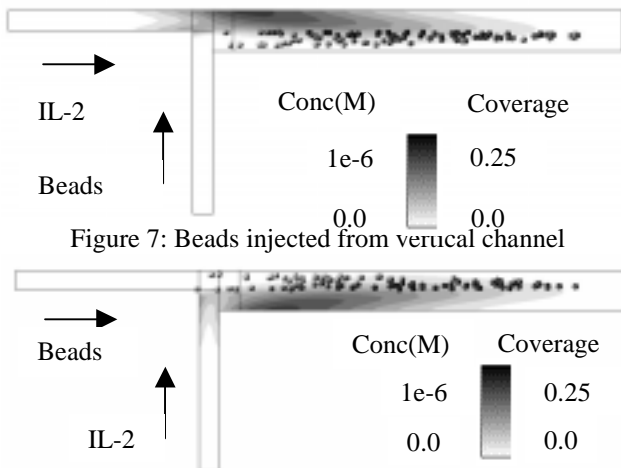 IL-2
Beads
Conc(M) Coverage
1e-6 0.25
0.0 0.0
Figure 7: Beads injected from vertical channel
Beads
IL-2
Conc(M) Coverage
1e-6 0.25
0.0 0.0